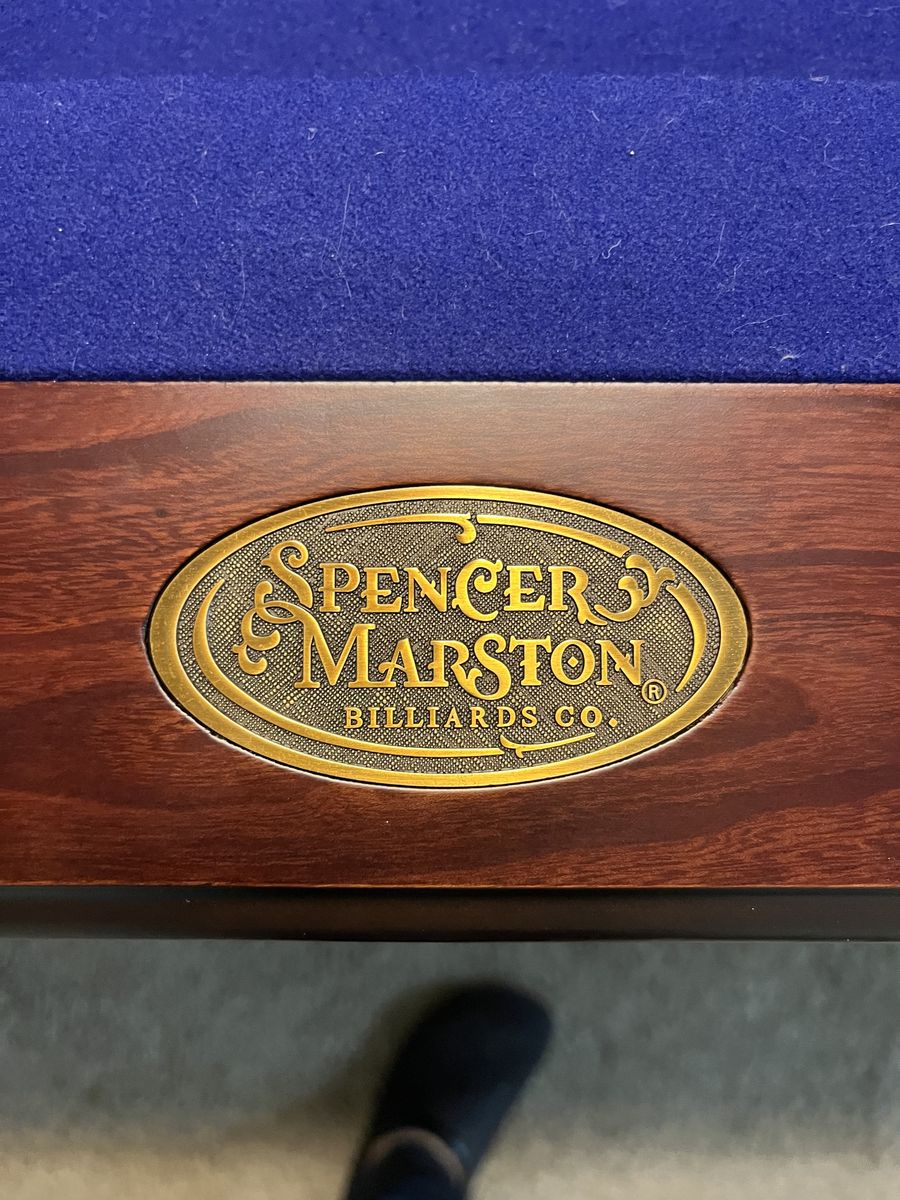 SPENCER
MARSTON
®
BILLIARDS CO.